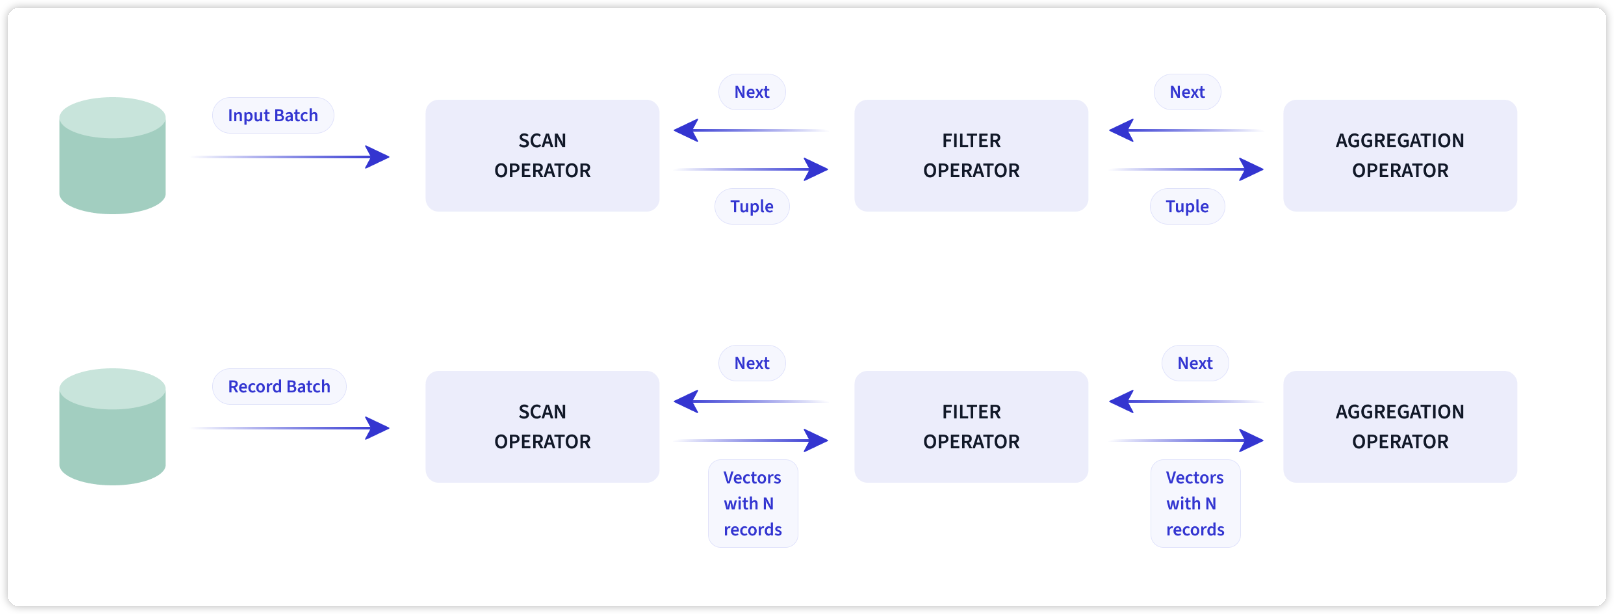 Input Batch
SCAN
OPERATOR
Next
Tuple
FILTER
OPERATOR
Next
Tuple
AGGREGATION
OPERATOR
Record Batch
SCAN
OPERATOR
Next
Vectors
with N
records
FILTER
OPERATOR
Next
Vectors
with N
records
AGGREGATION
OPERATOR